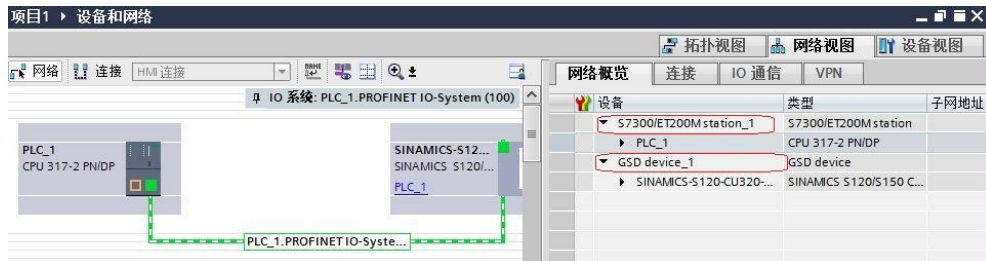 项目1 ▸ 设备和网络
拓扑视图 网络视图 设备视图
网络 连接 HMI连接
网络概览 连接 IO 通信 VPN
IO 系统: PLC_1.PROFINET IO-System (100)
设备 类型 子网地址
S7300/ET200M station_1 S7300/ET200M station
PLC_1 CPU 317-2 PN/DP
GSD device_1 GSD device
SINAMICS-S120-CU320-... SINAMICS S120/S150 C...
PLC_1
CPU 317-2 PN/DP
SINAMICS-S12...
SINAMICS S120/...
PLC_1
PLC_1.PROFINET IO-Syste...